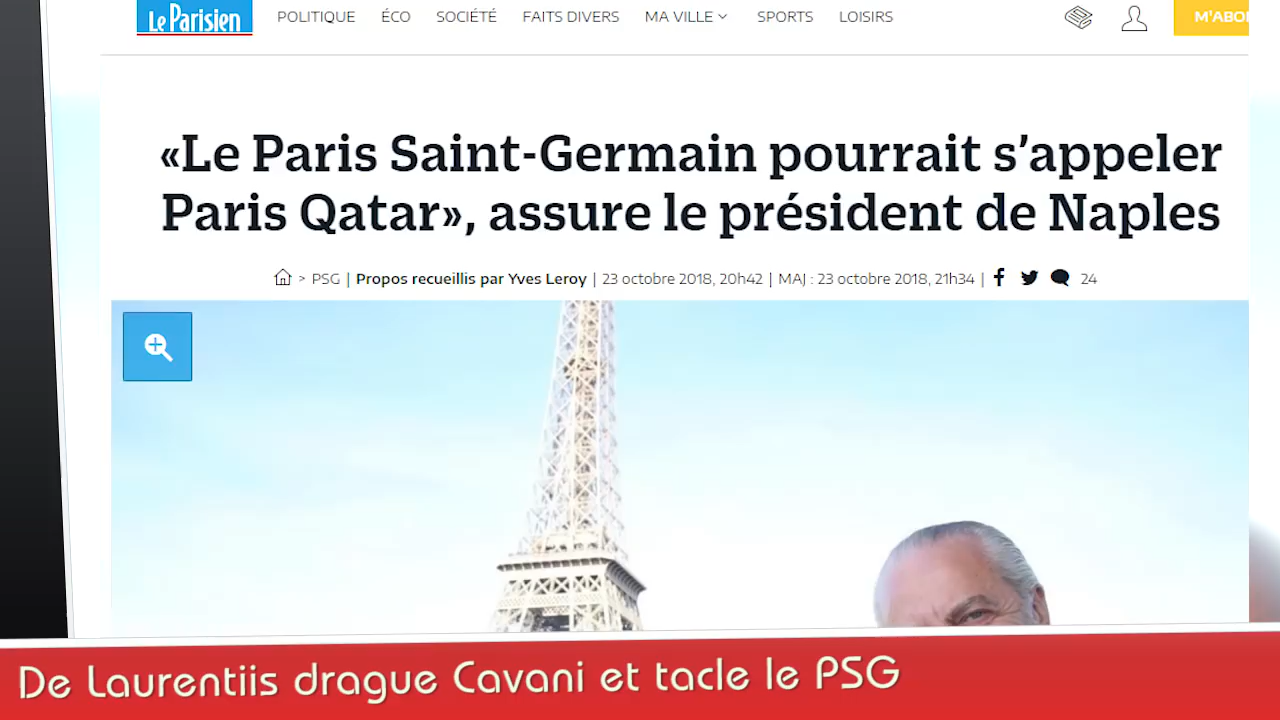 Le Parisien
POLITIQUE ÉCO SOCIÉTÉ FAITS DIVERS MA VILLE SPORTS LOISIRS
«Le Paris Saint-Germain pourrait s’appeler
Paris Qatar», assure le président de Naples
> PSG | Propos recueillis par Yves Leroy | 23 octobre 2018, 20h42 | MAJ : 23 octobre 2018, 21h34 | 24
De Laurentiis drague Cavani et tacle le PSG